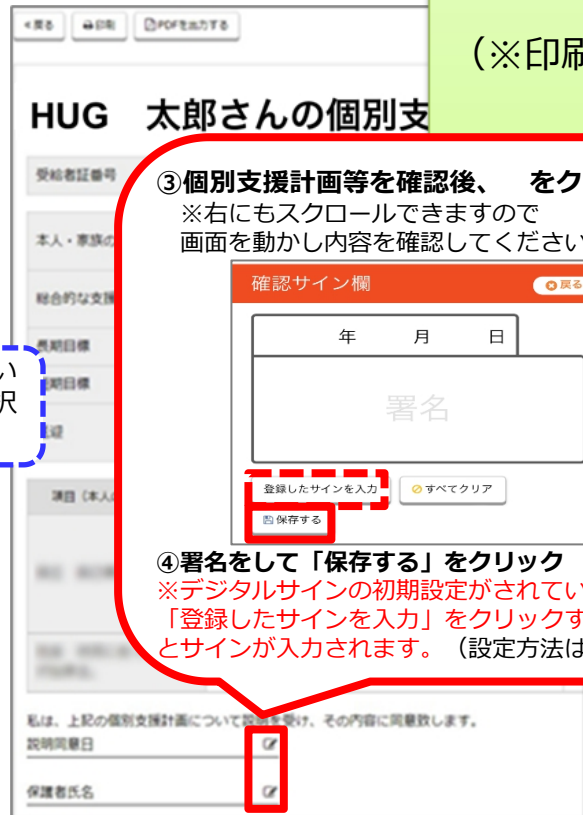 <戻る 印刷 PDFを出力する
（※印刷
HUG 太郎さんの個別支
受給者証番号
③個別支援計画等を確認後、 をク
※右にもスクロールできますので
画面を動かし内容を確認してください
本人・家族の
確認サイン欄 戻る
総合的な支援
年 月 日
長期目標
い
期目標
沢
署名
項目（本人の
登録したサインを入力 すべてクリア
保存する
④署名をして「保存する」をクリック
※デジタルサインの初期設定がされてい
「登録したサインを入力」をクリックす
とサインが入力されます。（設定方法は
私は、上記の個別支援計画について説明を受け、その内容に同意致します。
説明同意日
保護者氏名